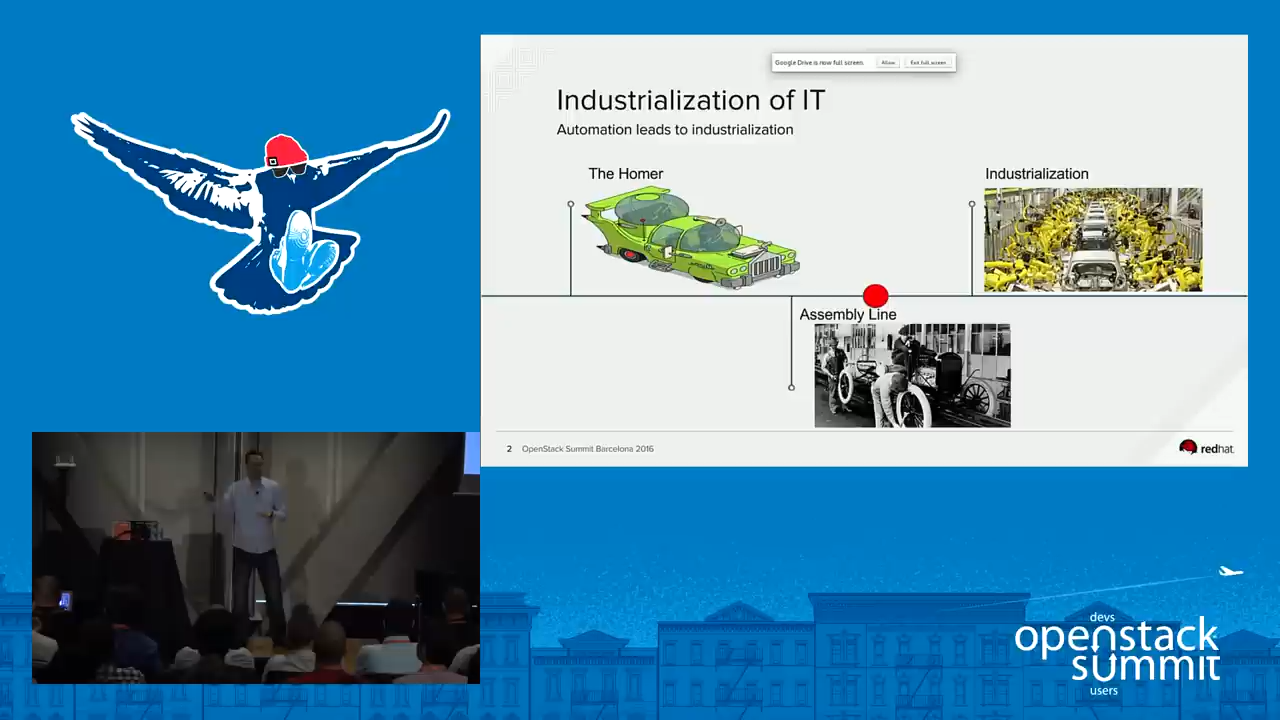 Google Drive is now full screen.
Allow
Exit full screen
Industrialization of IT
Automation leads to industrialization
The Homer
Industrialization
Assembly Line
2
OpenStack Summit Barcelona 2016
redhat.
devs
openstack
summit
users